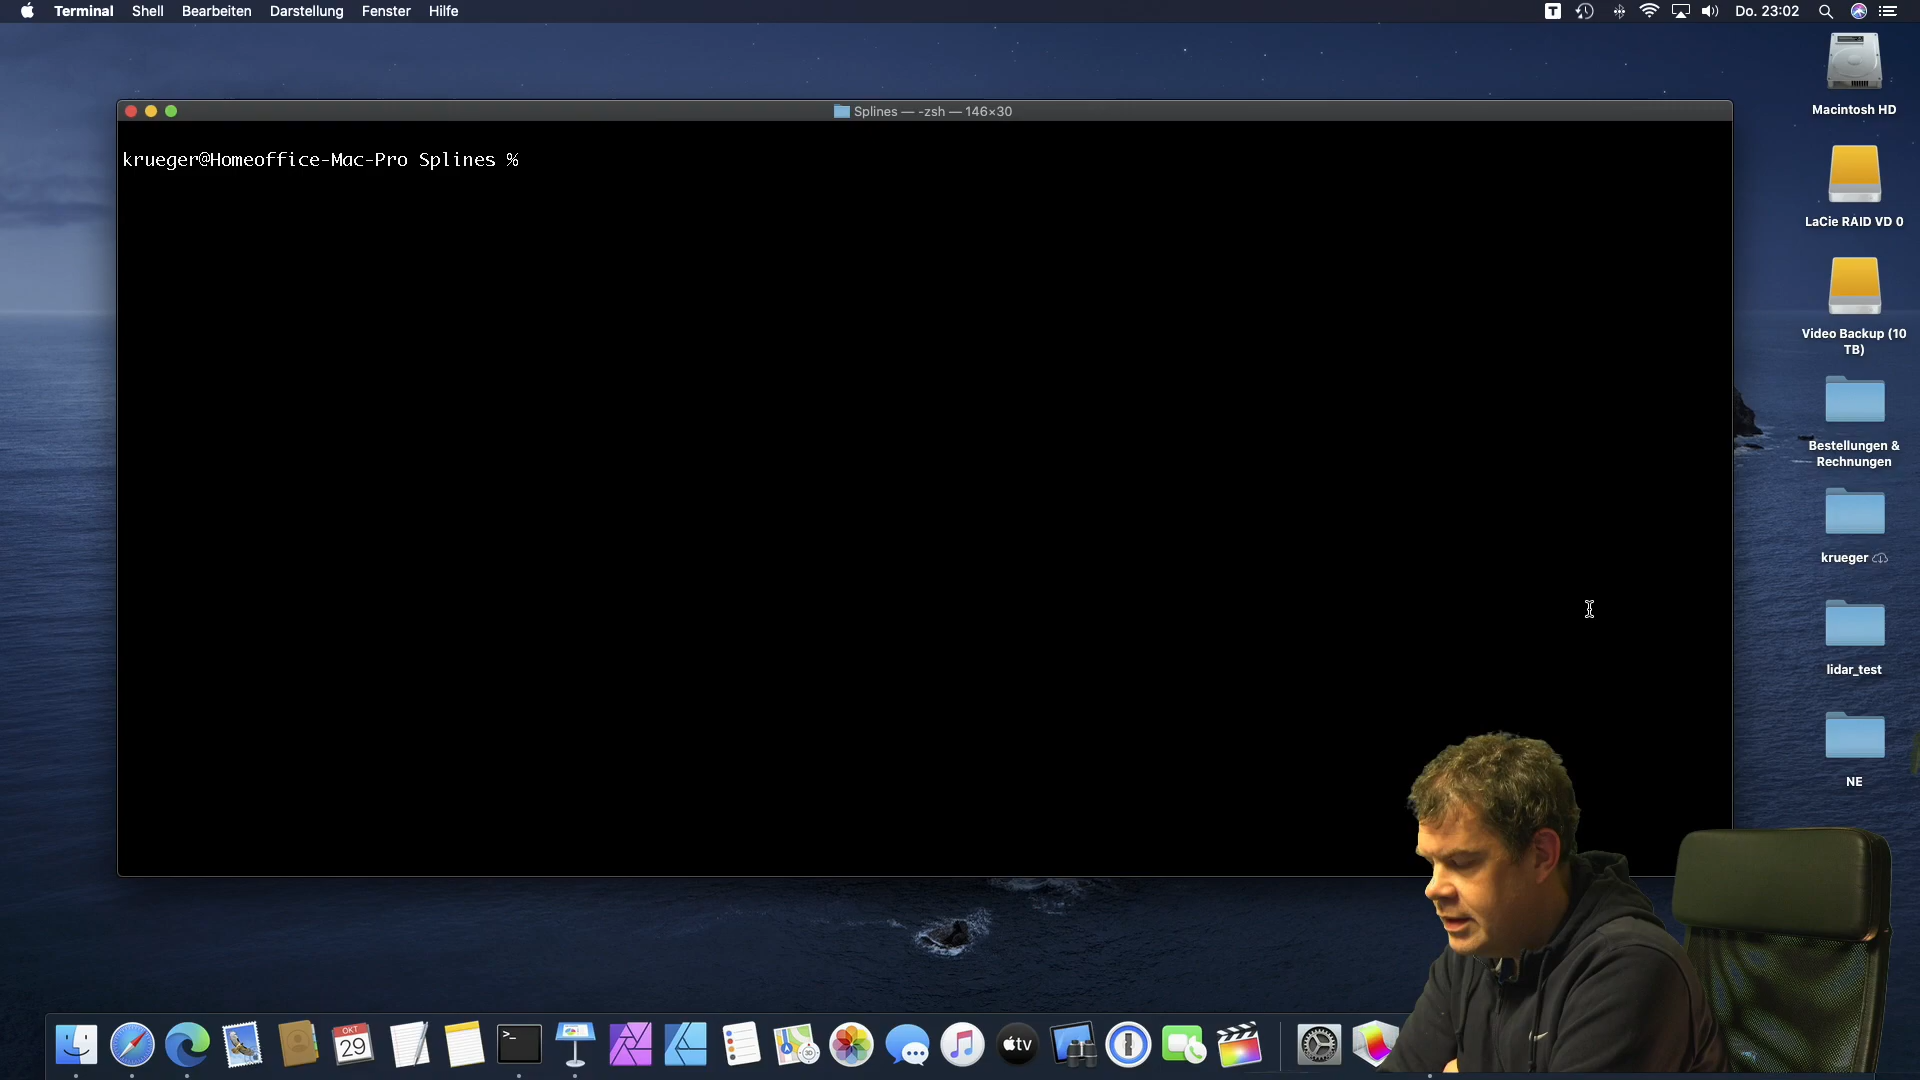 Terminal Shell Bearbeiten Darstellung Fenster Hilfe
T
Do. 23:02
Splines — -zsh — 146×30
krueger@Homeoffice-Mac-Pro Splines %
Macintosh HD
LaCie RAID VD 0
Video Backup (10
TB)
Bestellungen &
Rechnungen
krueger
lidar_test
NE
OKT
29
>_
3D
tv